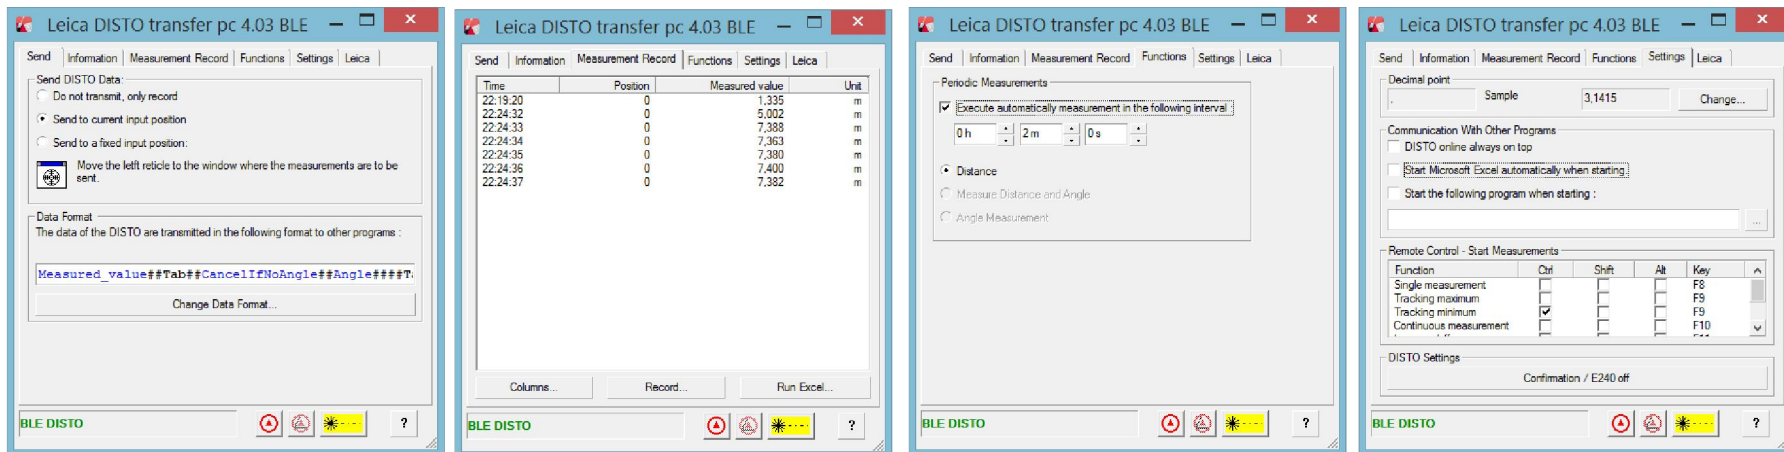 Leica DISTO transfer pc 4.03 BLE
Send Information Measurement Record Functions Settings Leica
Send DISTO Data:
Do not transmit, only record
Send to current input position
Send to a fixed input position:
Move the left reticle to the window where the measurements are to be
sent.
Data Format
The data of the DISTO are transmitted in the following format to other programs :
Measured_value##Tab##CancelIfNoAngle##Angle####T
Change Data Format...
BLE DISTO
?
Leica DISTO transfer pc 4.03 BLE
Send Information Measurement Record Functions Settings Leica
Time Position Measured value Unit
22:19:20 0 1,335 m
22:24:32 0 5,002 m
22:24:33 0 7,388 m
22:24:34 0 7,363 m
22:24:35 0 7,380 m
22:24:36 0 7,400 m
22:24:37 0 7,382 m
Columns... Record... Run Excel...
BLE DISTO
?
Leica DISTO transfer pc 4.03 BLE
Send Information Measurement Record Functions Settings Leica
Periodic Measurements
Execute automatically measurement in the following interval :
0 h 2 m 0 s
Distance
Measure Distance and Angle
Angle Measurement
BLE DISTO
?
Leica DISTO transfer pc 4.03 BLE
Send Information Measurement Record Functions Settings Leica
Decimal point
, Sample 3,1415 Change...
Communication With Other Programs
DISTO online always on top
Start Microsoft Excel automatically when starting.
Start the following program when starting :
...
Remote Control - Start Measurements
Function Ctrl Shift Alt Key
Single measurement F8
Tracking maximum F9
Tracking minimum F9
Continuous measurement F10
DISTO Settings
Confirmation / E240 off
BLE DISTO
?